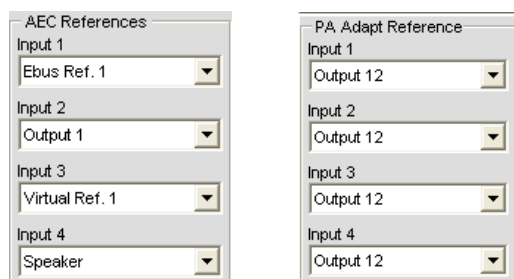 AEC References
Input 1
Ebus Ref. 1
Input 2
Output 1
Input 3
Virtual Ref. 1
Input 4
Speaker
PA Adapt Reference
Input 1
Output 12
Input 2
Output 12
Input 3
Output 12
Input 4
Output 12